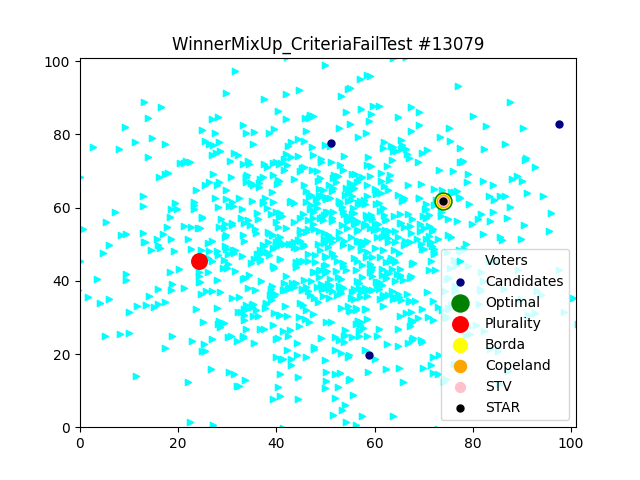 WinnerMixUp_CriteriaFailTest #13079
100
80
60
40
20
0
0
20
40
60
80
100
Voters
Candidates
Optimal
Plurality
Borda
Copeland
STV
STAR